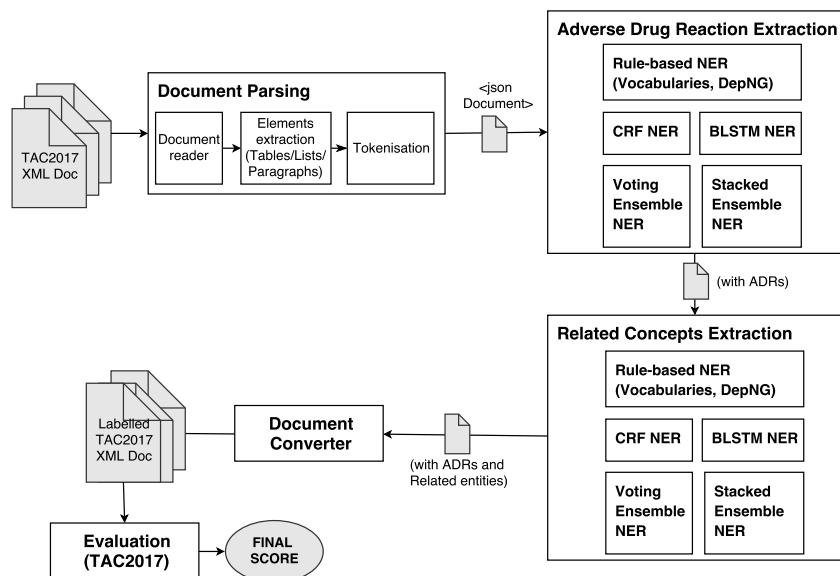 Adverse Drug Reaction Extraction
Rule-based NER
(Vocabularies, DepNG)
CRF NER
BLSTM NER
Voting
Ensemble
NER
Stacked
Ensemble
NER
<json
Document>
Document Parsing
Document
reader
Elements
extraction
(Tables/Lists/
Paragraphs)
Tokenisation
TAC2017
XML Doc
(with ADRs)
Related Concepts Extraction
Rule-based NER
(Vocabularies, DepNG)
CRF NER
BLSTM NER
Voting
Ensemble
NER
Stacked
Ensemble
NER
(with ADRs and
Related entities)
Document
Converter
Labelled
TAC2017
XML Doc
Evaluation
(TAC2017)
FINAL
SCORE